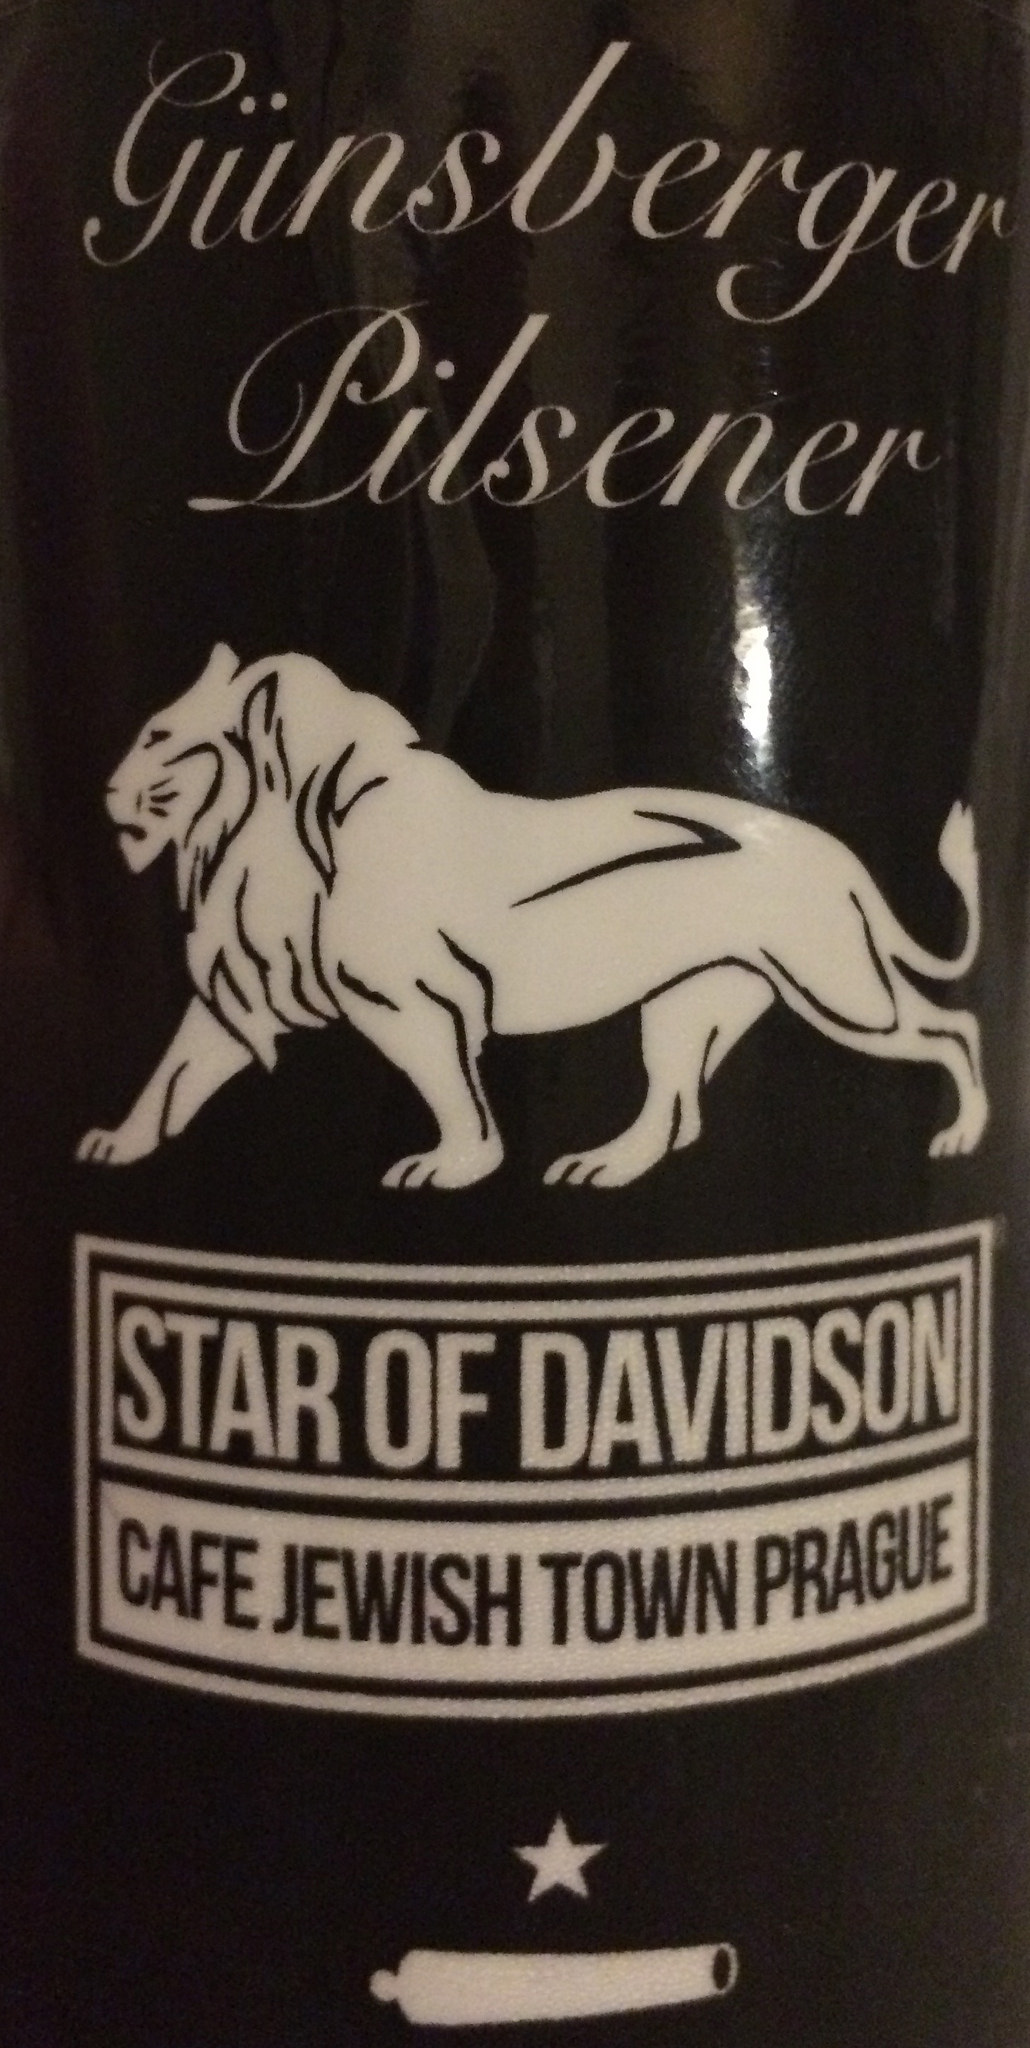 Günsberger
Pilsener
STAR OF DAVIDSON
CAFE JEWISH TOWN PRAGUE